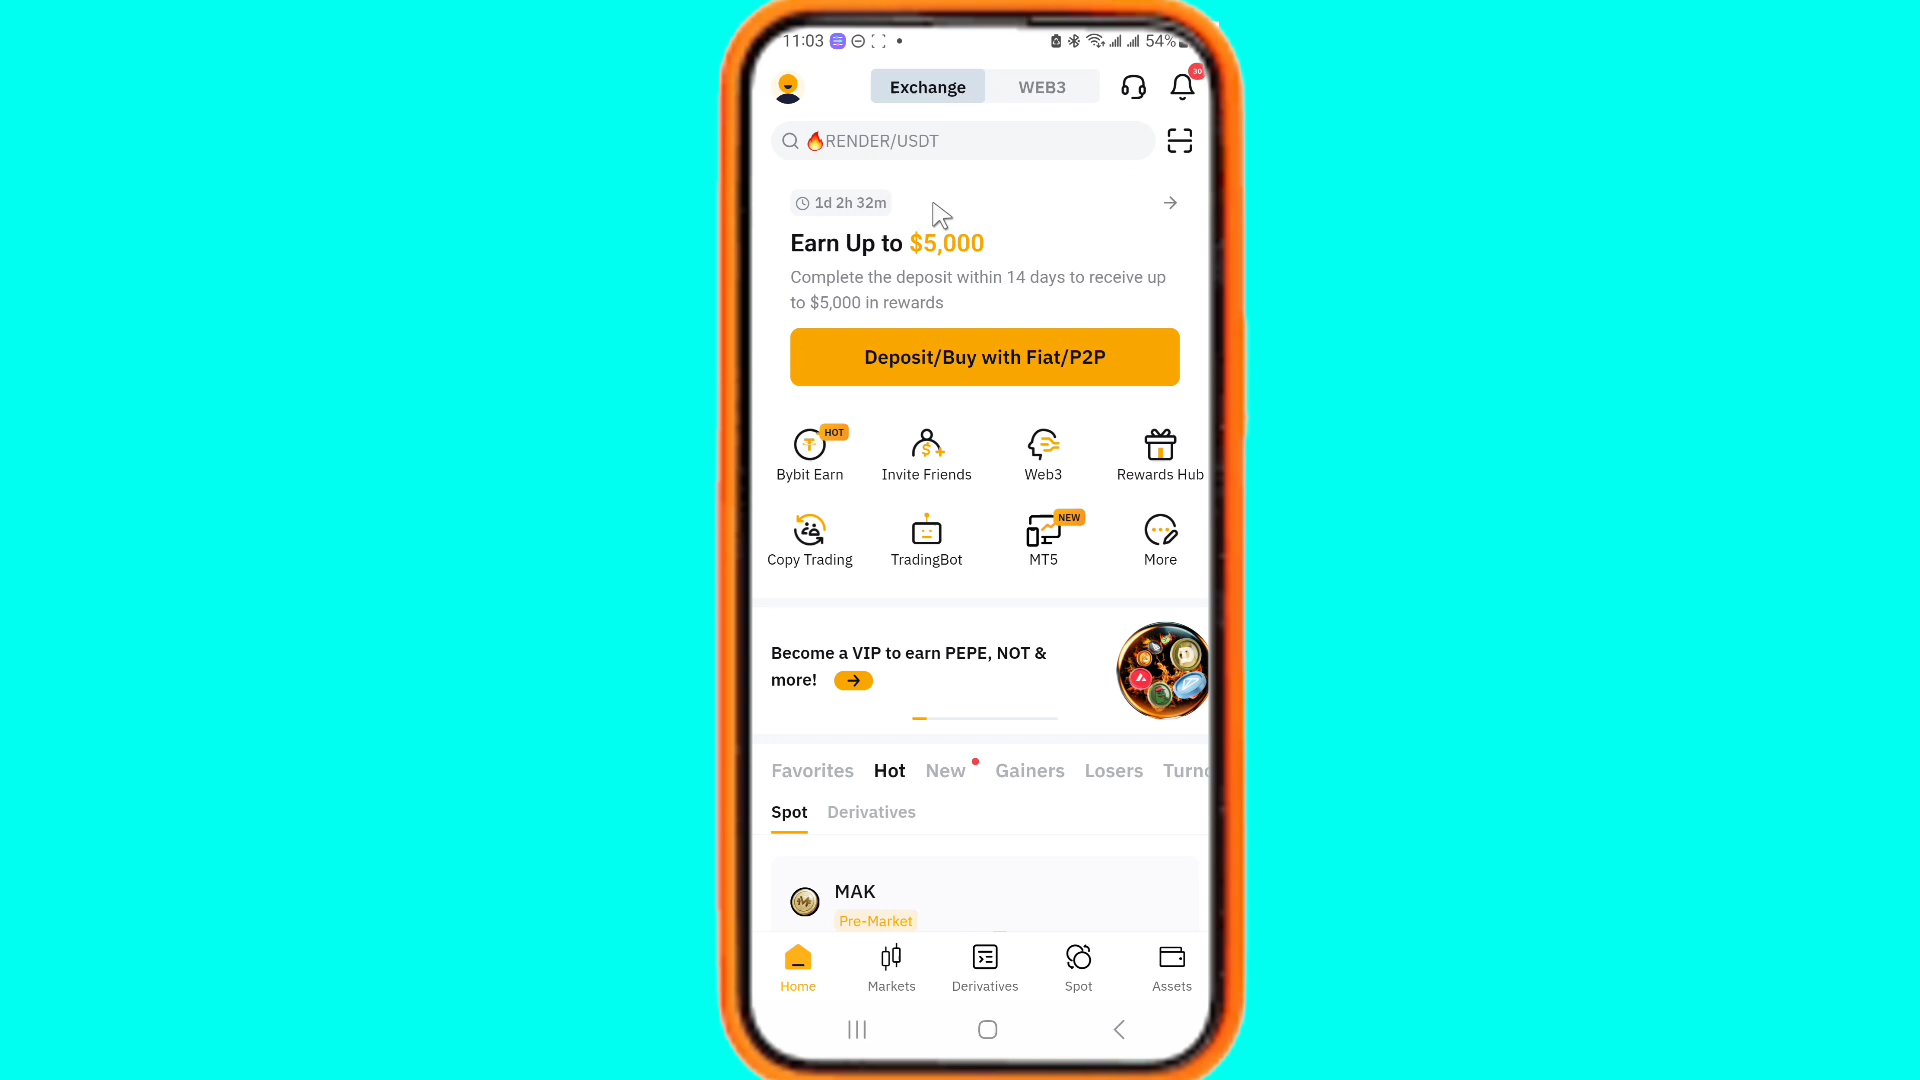 11:03
54%
Exchange
WEB3
30
RENDER/USDT
1d 2h 32m
Earn Up to $5,000
Complete the deposit within 14 days to receive up
to $5,000 in rewards
Deposit/Buy with Fiat/P2P
HOT
Bybit Earn
Invite Friends
Web3
Rewards Hub
NEW
Copy Trading
TradingBot
MT5
More
Become a VIP to earn PEPE, NOT &
more!
Favorites
Hot
New
Gainers
Losers
Turno
Spot
Derivatives
MAK
Pre-Market
Home
Markets
Derivatives
Spot
Assets